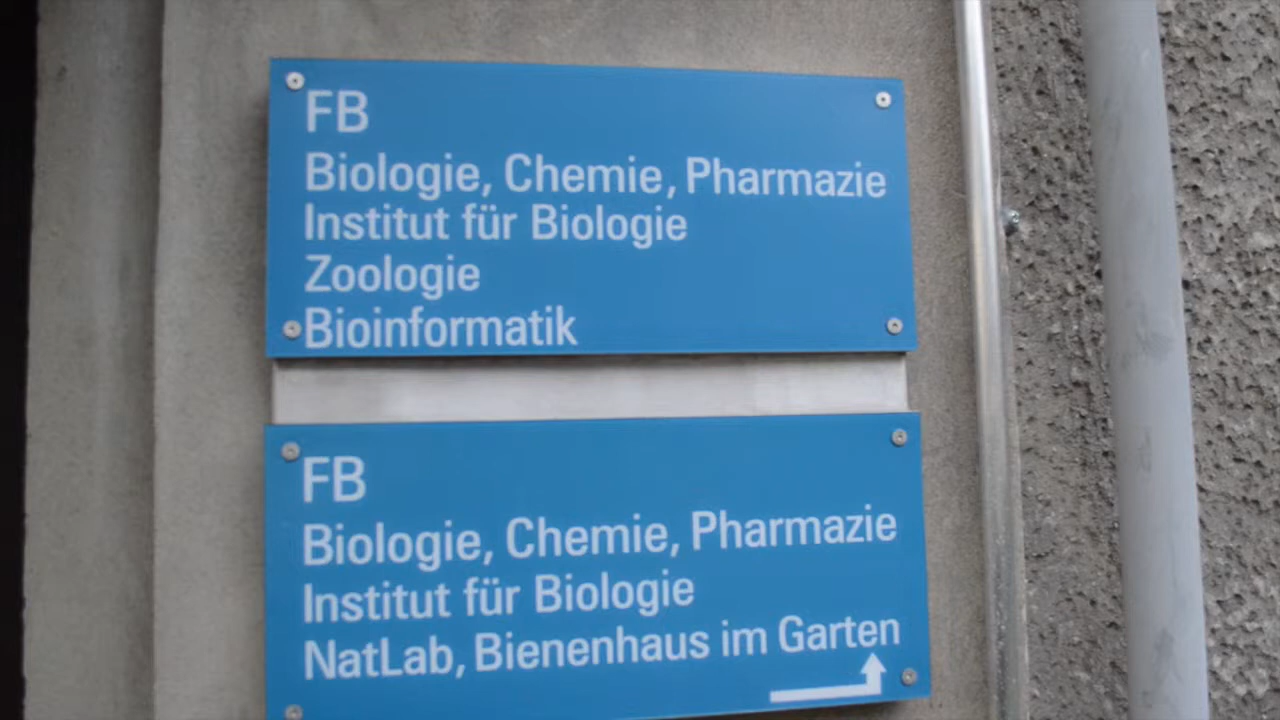 FB
Biologie, Chemie, Pharmazie
Institut für Biologie
Zoologie
Bioinformatik
FB
Biologie, Chemie, Pharmazie
Institut für Biologie
NatLab, Bienenhaus im Garten